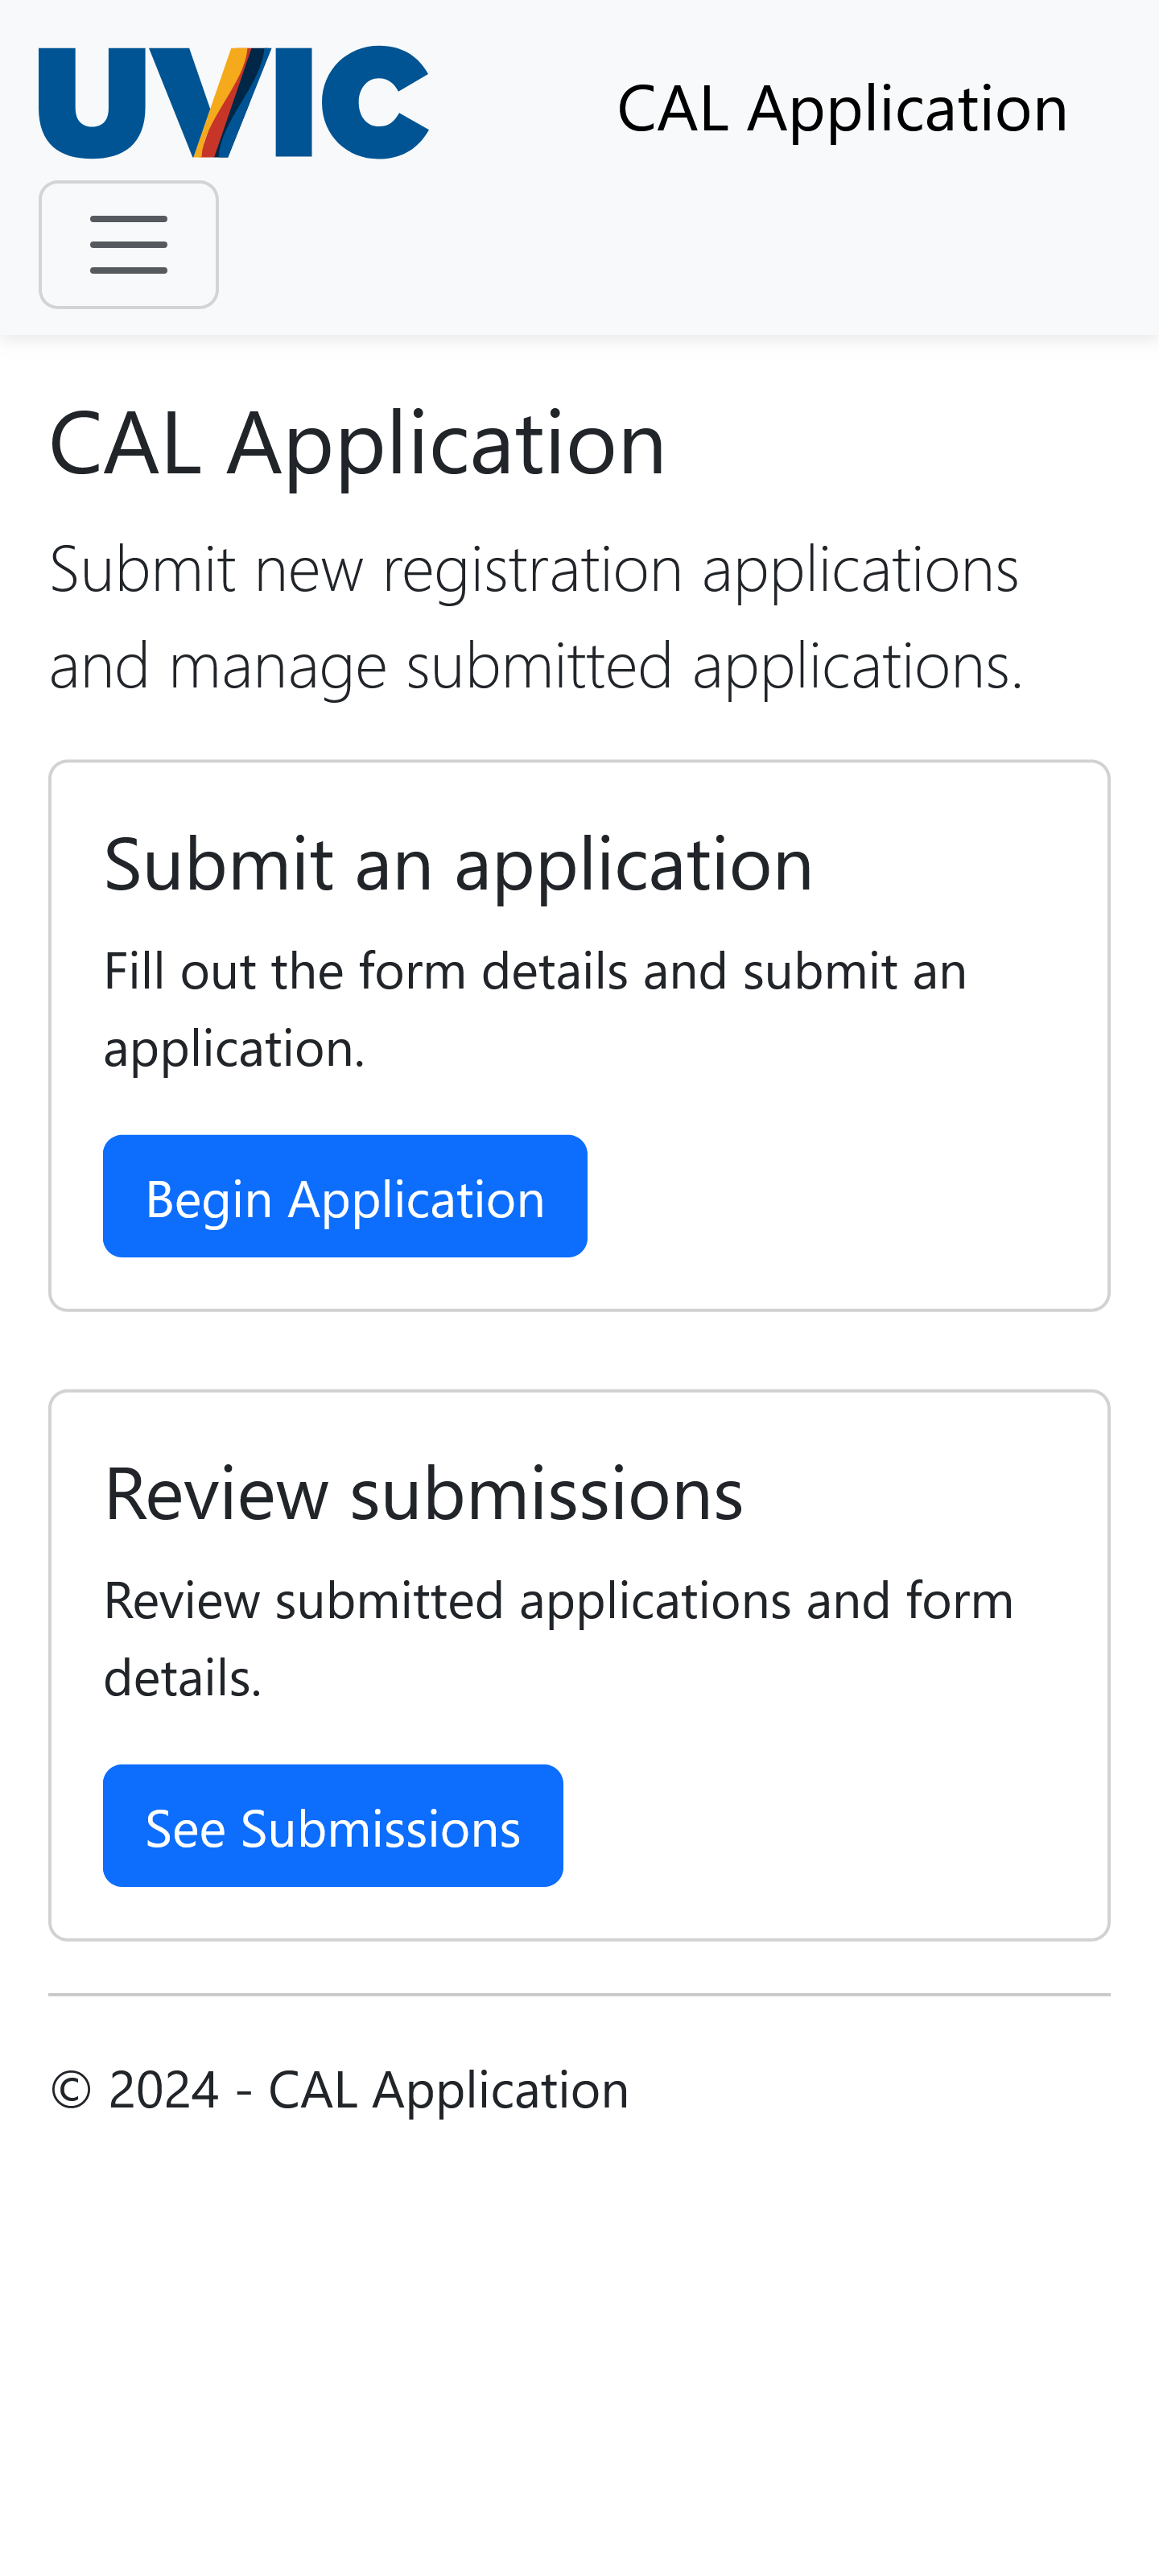 UVIC
CAL Application
CAL Application
Submit new registration applications
and manage submitted applications.
Submit an application
Fill out the form details and submit an
application.
Begin Application
Review submissions
Review submitted applications and form
details.
See Submissions
© 2024 - CAL Application